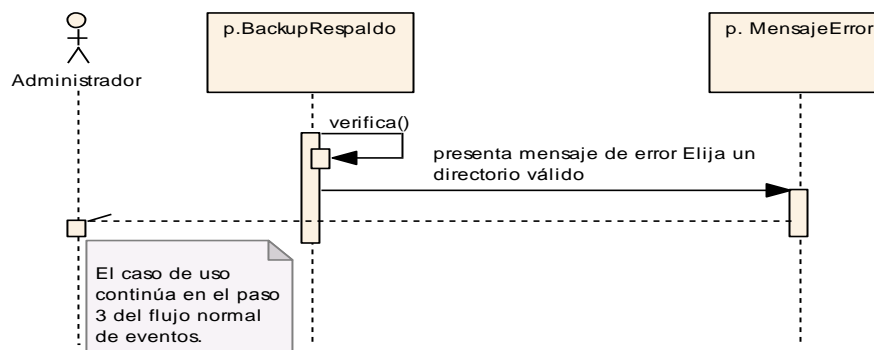 p.BackupRespaldo
p. MensajeError
Administrador
verifica()
presenta mensaje de error Elija un
directorio válido
El caso de uso
continúa en el paso
3 del flujo normal
de eventos.